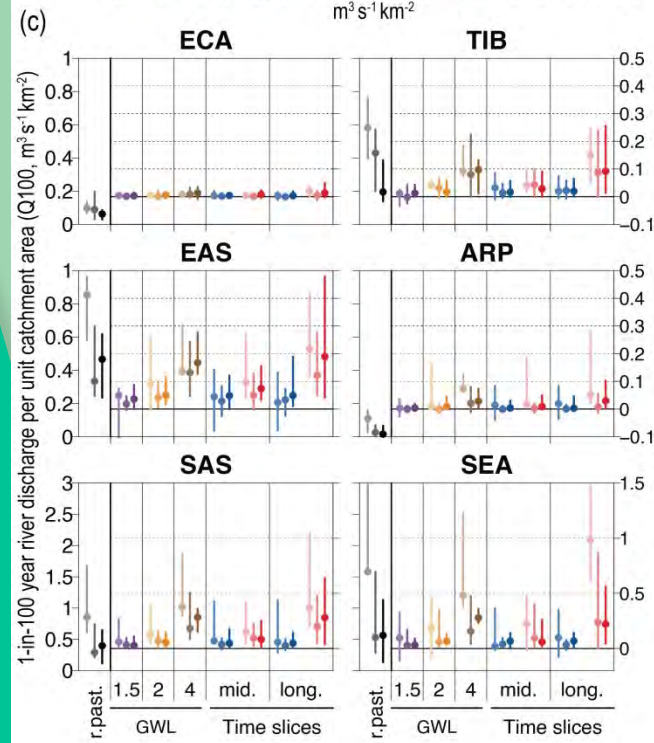 m³ s⁻¹ km⁻²
(c)
1-in-100 year river discharge per unit catchment area (Q100, m³ s⁻¹ km⁻²)
ECA TIB
1 0.5
0.8 0.4
0.3
0.6 0.2
0.4 0.1
0.2 0
0 −0.1
EAS ARP
1 0.5
0.8 0.4
0.3
0.6 0.2
0.4 0.1
0.2 0
0 −0.1
SAS SEA
3 1.5
2.5
2 1
1.5
1 0.5
0.5 0
0
r.past. 1.5 2 4 mid. long. r.past. 1.5 2 4 mid. long.
GWL Time slices GWL Time slices